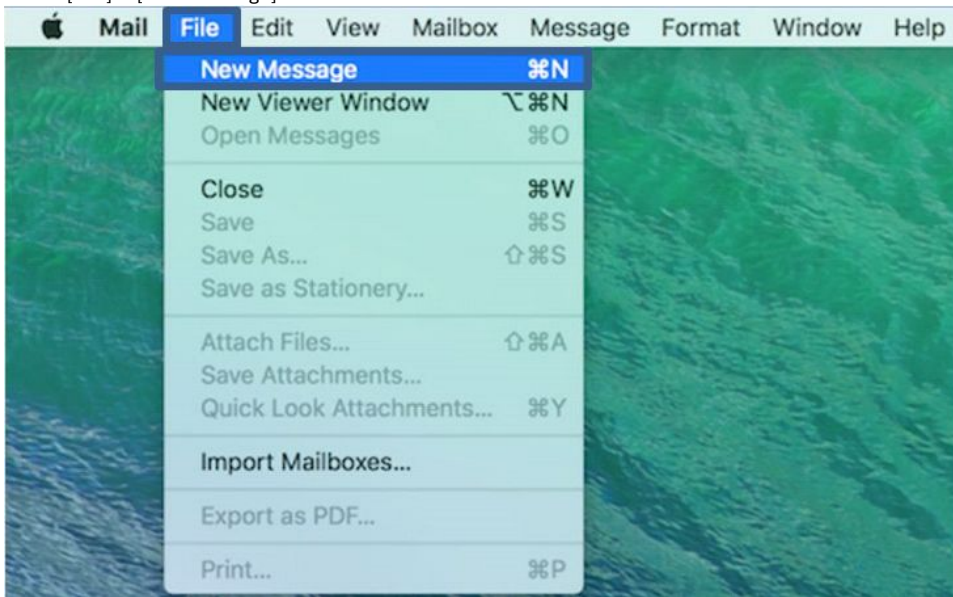 Mail File Edit View Mailbox Message Format Window Help
New Message ⌘N
New Viewer Window ⌥⌘N
Open Messages ⌘O
Close ⌘W
Save ⌘S
Save As... ⇧⌘S
Save as Stationery...
Attach Files... ⇧⌘A
Save Attachments...
Quick Look Attachments... ⌘Y
Import Mailboxes...
Export as PDF...
Print... ⌘P